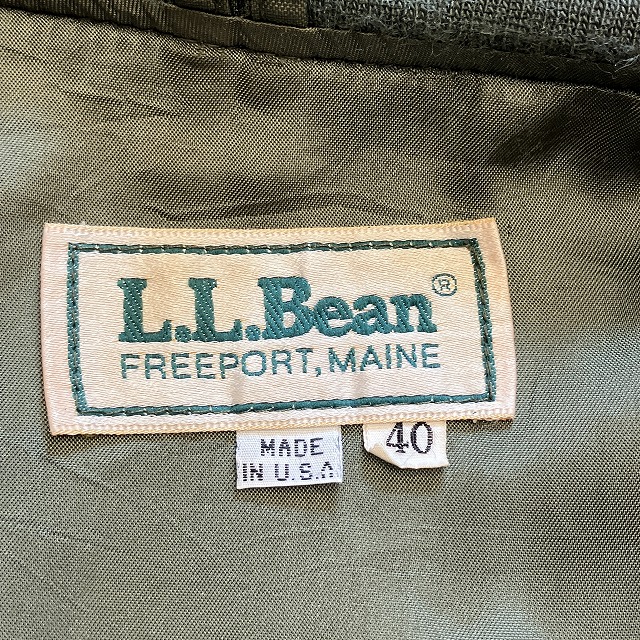 L.L.Bean®
FREEPORT, MAINE
MADE
IN U.S.A
40